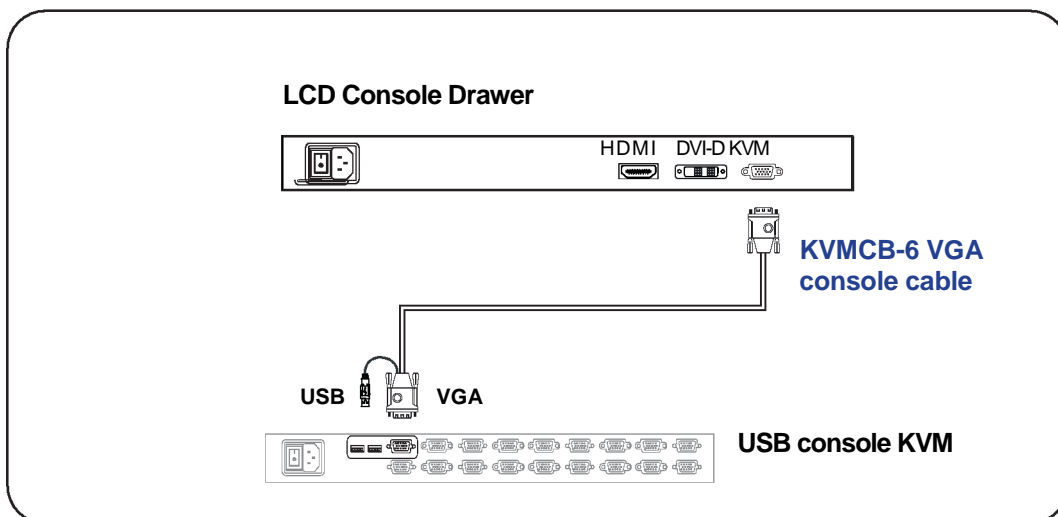 LCD Console Drawer
HDMI DVI-D KVM
KVMCB-6 VGA
console cable
USB VGA
USB console KVM